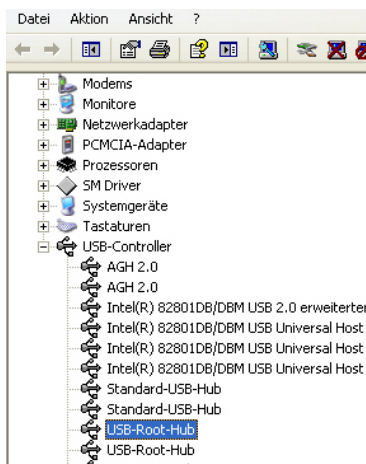 Datei Aktion Ansicht ?
Modems
Monitore
Netzwerkadapter
PCMCIA-Adapter
Prozessoren
SM Driver
Systemgeräte
Tastaturen
USB-Controller
AGH 2.0
AGH 2.0
Intel(R) 82801DB/DBM USB 2.0 erweiterter
Intel(R) 82801DB/DBM USB Universal Host
Intel(R) 82801DB/DBM USB Universal Host
Intel(R) 82801DB/DBM USB Universal Host
Standard-USB-Hub
Standard-USB-Hub
USB-Root-Hub
USB-Root-Hub